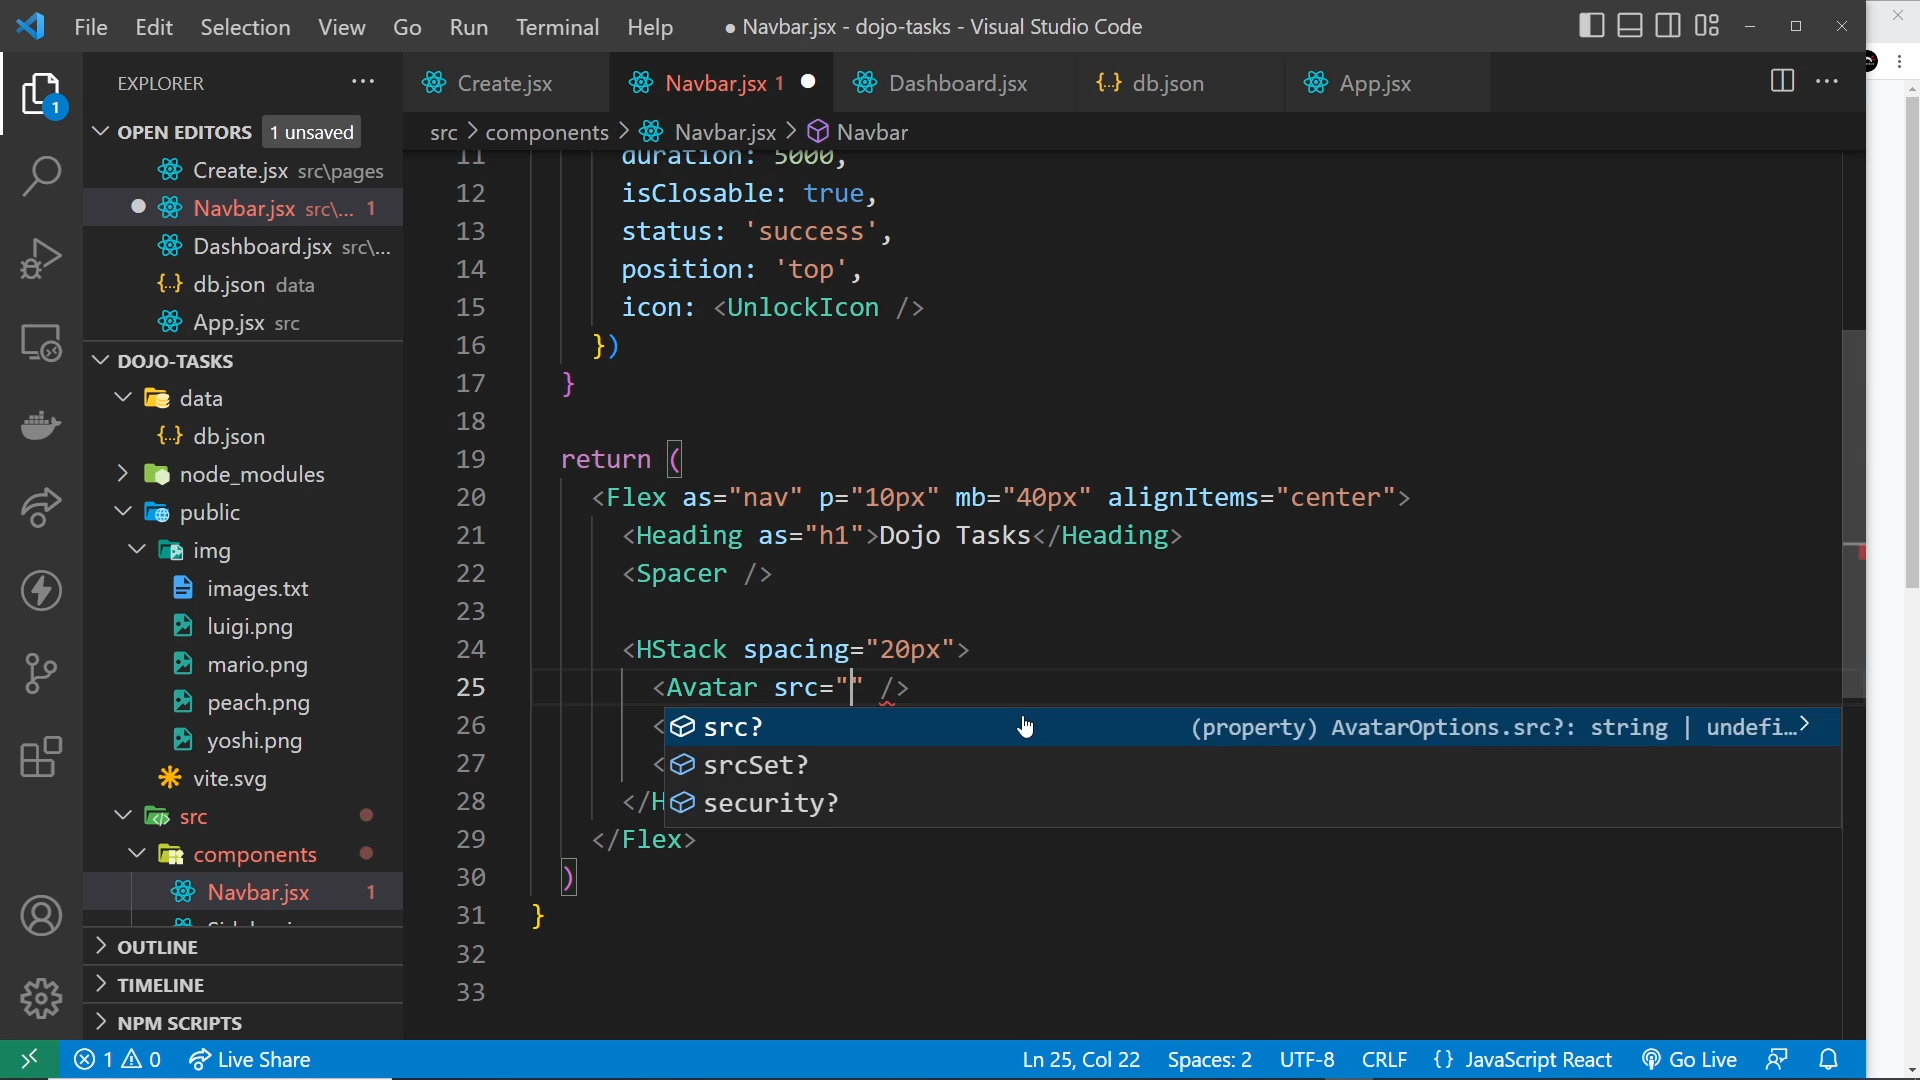 File Edit Selection View Go Run Terminal Help ● Navbar.jsx - dojo-tasks - Visual Studio Code
EXPLORER ···
Create.jsx Navbar.jsx 1 Dashboard.jsx {..} db.json App.jsx ···
OPEN EDITORS 1 unsaved
src > components > Navbar.jsx > Navbar
Create.jsx src\pages
Navbar.jsx src\... 1
Dashboard.jsx src\...
{..} db.json data
App.jsx src
DOJO-TASKS
data
{..} db.json
node_modules
public
img
images.txt
luigi.png
mario.png
peach.png
yoshi.png
vite.svg
src
components
Navbar.jsx 1
OUTLINE
TIMELINE
NPM SCRIPTS
11 duration: 5000,
12 isClosable: true,
13 status: 'success',
14 position: 'top',
15 icon: <UnlockIcon />
16 })
17 }
18
19 return (
20 <Flex as="nav" p="10px" mb="40px" alignItems="center">
21 <Heading as="h1">Dojo Tasks</Heading>
22 <Spacer />
23
24 <HStack spacing="20px">
25 <Avatar src="" />
26 < src? (property) AvatarOptions.src?: string | undefi...
27 < srcSet?
28 </H security?
29 </Flex>
30 )
31 }
32
33
1 1 0 Live Share Ln 25, Col 22 Spaces: 2 UTF-8 CRLF {} JavaScript React Go Live